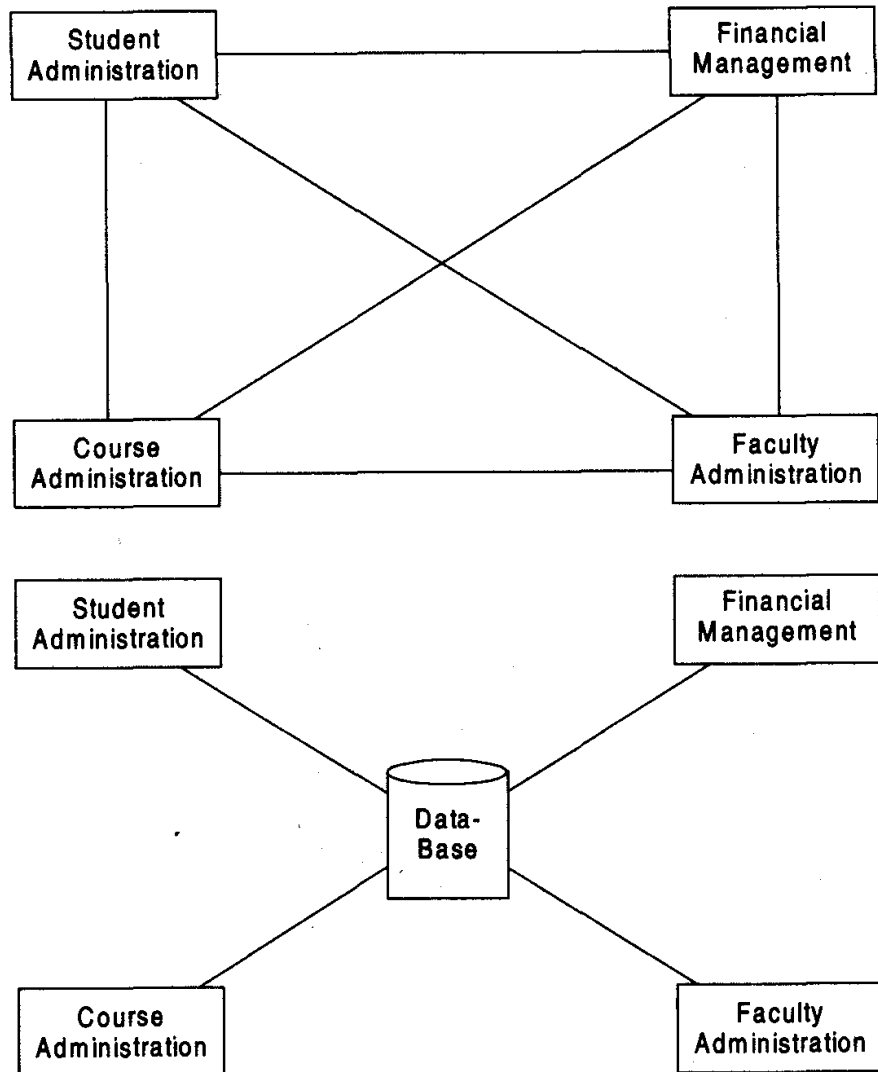 Student
Administration
Financial
Management
Course
Administration
Faculty
Administration
Student
Administration
Financial
Management
Data-
Base
Course
Administration
Faculty
Administration